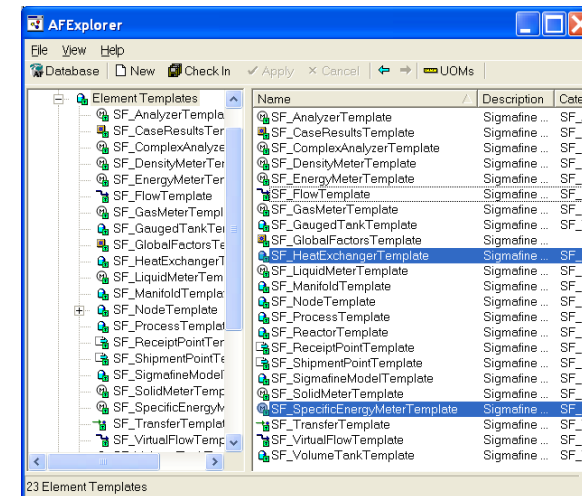 AFExplorer
File View Help
Database New Check In Apply Cancel UOMs
Element Templates
SF_AnalyzerTempla
SF_CaseResultsTer
SF_ComplexAnalyze
SF_DensityMeterTer
SF_EnergyMeterTer
SF_FlowTemplate
SF_GasMeterTempl
SF_GaugedTankTe
SF_GlobalFactorsTe
SF_HeatExchangerT
SF_LiquidMeterTem
SF_ManifoldTempla
SF_NodeTemplate
SF_ProcessTemplat
SF_ReceiptPointTer
SF_ShipmentPointTe
SF_SigmafineModel
SF_SolidMeterTemp
SF_SpecificEnergyM
SF_TransferTemplat
SF_VirtualFlowTemp
Name Description Cate
SF_AnalyzerTemplate Sigmafine ... SF_
SF_CaseResultsTemplate Sigmafine ... SF_
SF_ComplexAnalyzerTemplate Sigmafine ... SF_
SF_DensityMeterTemplate Sigmafine ... SF_
SF_EnergyMeterTemplate Sigmafine ... SF_
SF_FlowTemplate Sigmafine ... SF_
SF_GasMeterTemplate Sigmafine ... SF_
SF_GaugedTankTemplate Sigmafine ... SF_
SF_GlobalFactorsTemplate Sigmafine ...
SF_HeatExchangerTemplate Sigmafine ... SF_
SF_LiquidMeterTemplate Sigmafine ... SF_
SF_ManifoldTemplate Sigmafine ... SF_
SF_NodeTemplate Sigmafine ... SF_
SF_ProcessTemplate Sigmafine ... SF_
SF_ReactorTemplate Sigmafine ... SF_
SF_ReceiptPointTemplate Sigmafine ... SF_
SF_ShipmentPointTemplate Sigmafine ... SF_
SF_SigmafineModelTemplate Sigmafine ... SF_
SF_SolidMeterTemplate Sigmafine ... SF_
SF_SpecificEnergyMeterTemplate Sigmafine ... SF_
SF_TransferTemplate Sigmafine ... SF_
SF_VirtualFlowTemplate Sigmafine ... SF_
SF_VolumeTankTemplate Sigmafine ... SF_
23 Element Templates